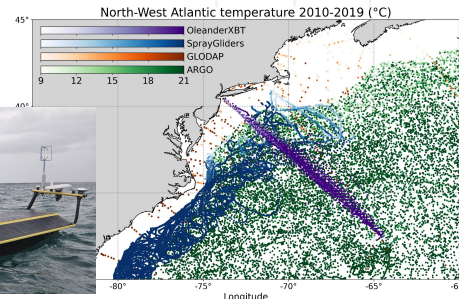 North-West Atlantic temperature 2010-2019 (°C)
45°
OleanderXBT
SprayGliders
GLODAP
ARGO
9 12 15 18 21
40°
-80 -75 -70 -65 -6
Longitude